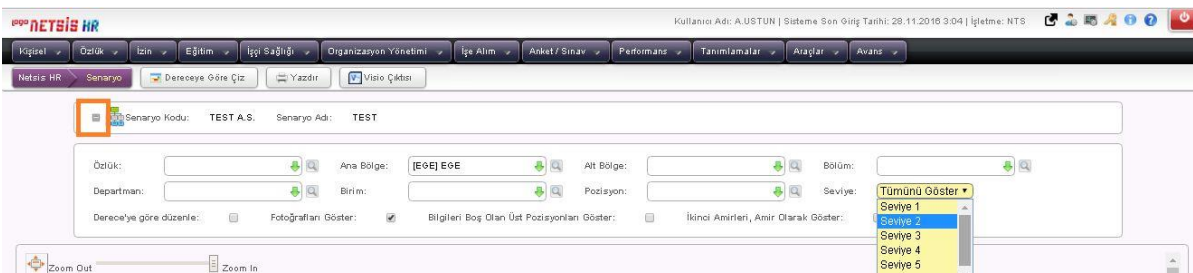 logo NETSİS HR Kullanıcı Adı: A.USTUN | Sisteme Son Giriş Tarihi: 28.11.2016 3:04 | İşletme: NTS
Kişisel Özlük İzin Eğitim İşçi Sağlığı Organizasyon Yönetimi İşe Alım Anket / Sınav Performans Tanımlamalar Araçlar Avans
Netsis HR Senaryo Dereceye Göre Çiz Yazdır Visio Çıktısı
Senaryo Kodu: TEST A.S. Senaryo Adı: TEST
Özlük: Ana Bölge: [EGE] EGE Alt Bölge: Bölüm:
Departman: Birim: Pozisyon: Seviye: Tümünü Göster
Derece'ye göre düzenle: Fotoğrafları Göster: Bilgileri Boş Olan Üst Pozisyonları Göster: İkinci Amirleri, Amir Olarak Göster:
Seviye 1
Seviye 2
Seviye 3
Seviye 4
Seviye 5
Zoom Out Zoom In